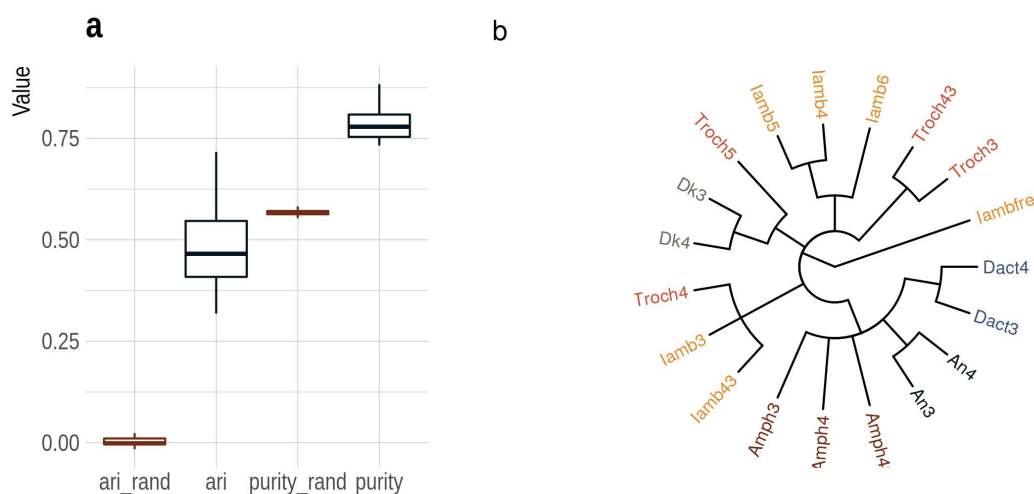 a
Value
0.75
0.50
0.25
0.00
ari_rand
ari
purity_rand
purity
b
Iamb5
Iamb4
Iamb6
Troch43
Troch3
Iambfre
Dact4
Dact3
An4
An3
Amph4
Amph4
Amph3
Iamb43
Iamb3
Troch4
Dk4
Dk3
Troch5